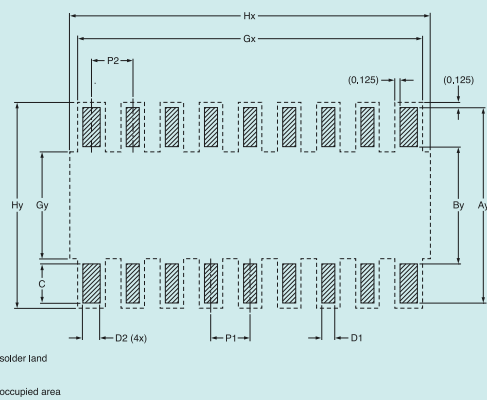 Hx
Gx
P2
(0,125)
(0,125)
Hy
Gy
By
Ay
C
D2 (4x)
P1
D1
solder land
occupied area